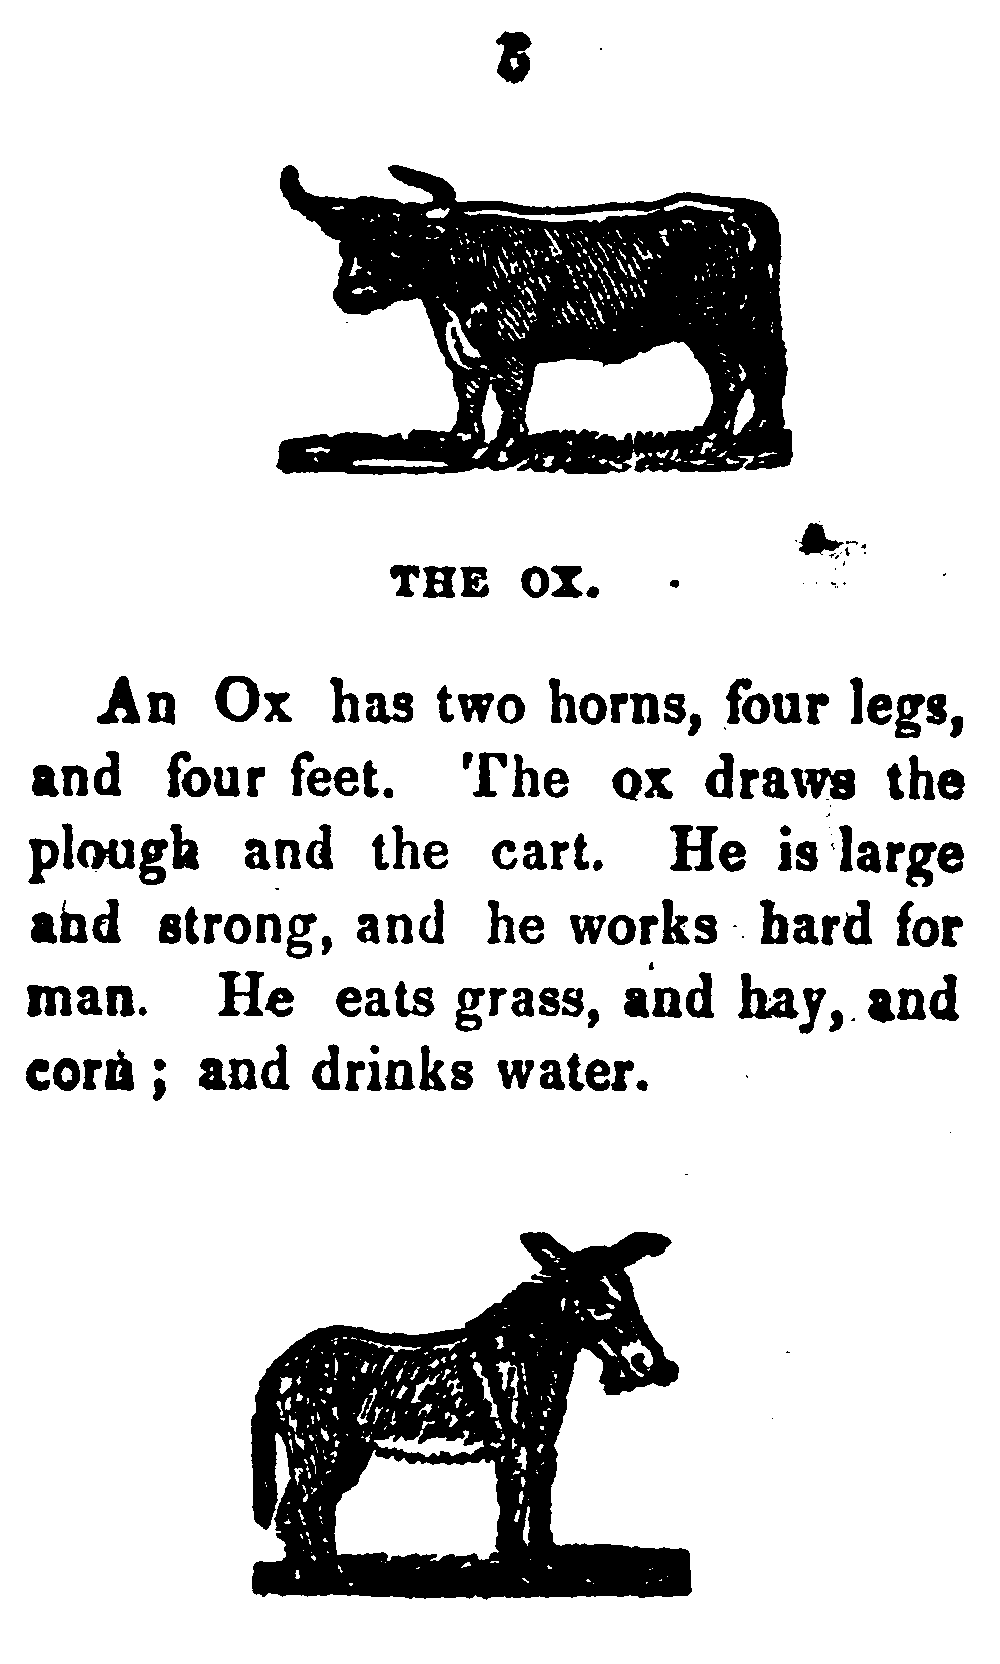 5
THE OX.
An Ox has two horns, four legs,
and four feet. The ox draws the
plough and the cart. He is large
and strong, and he works hard for
man. He eats grass, and hay, and
corn; and drinks water.